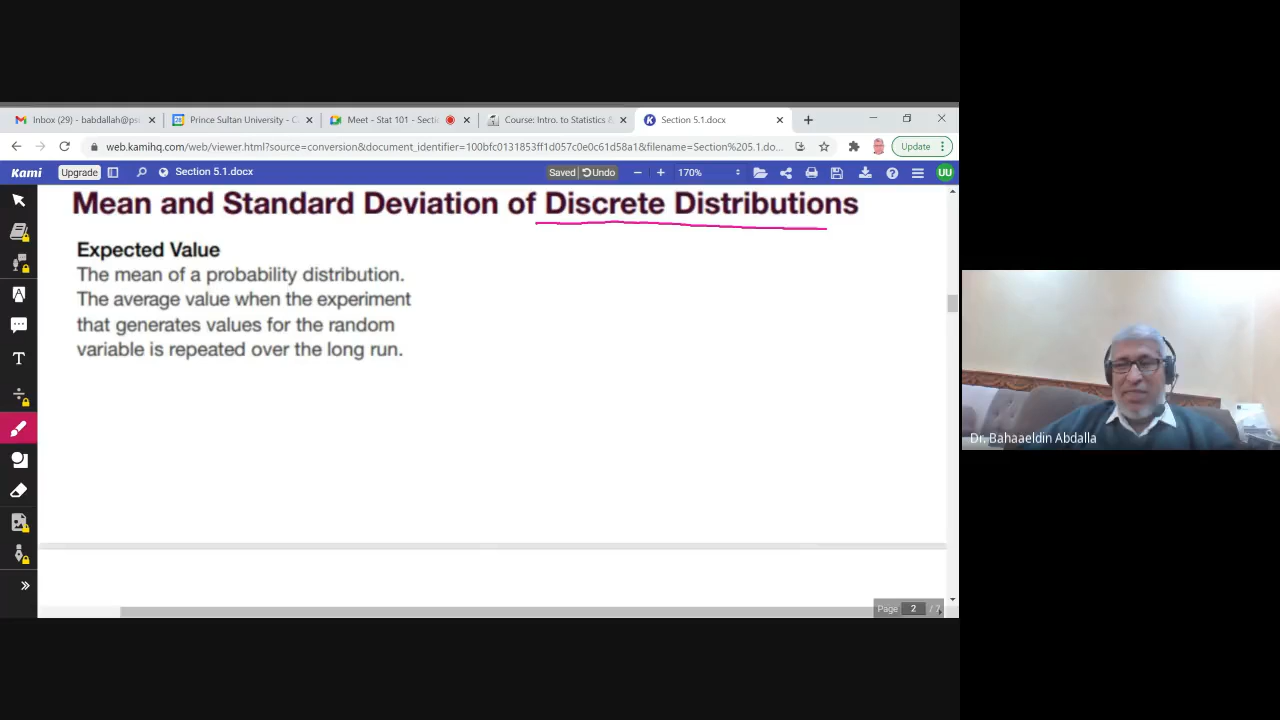 Inbox (29) - babdallah@ps
Prince Sultan University - C
Meet - Stat 101 - Secti
Course: Intro. to Statistics &
Section 5.1.docx
web.kamihq.com/web/viewer.html?source=conversion&document_identifier=100bfc0131853ff1d057c0e0c61d58a18&filename=Section%205.1.do...
Update
Kami
Upgrade
Section 5.1.docx
Saved
Undo
170%
UU
Mean and Standard Deviation of Discrete Distributions
Expected Value
The mean of a probability distribution.
The average value when the experiment
that generates values for the random
variable is repeated over the long run.
Dr. Bahaaeldin Abdalla
Page 2 / 7